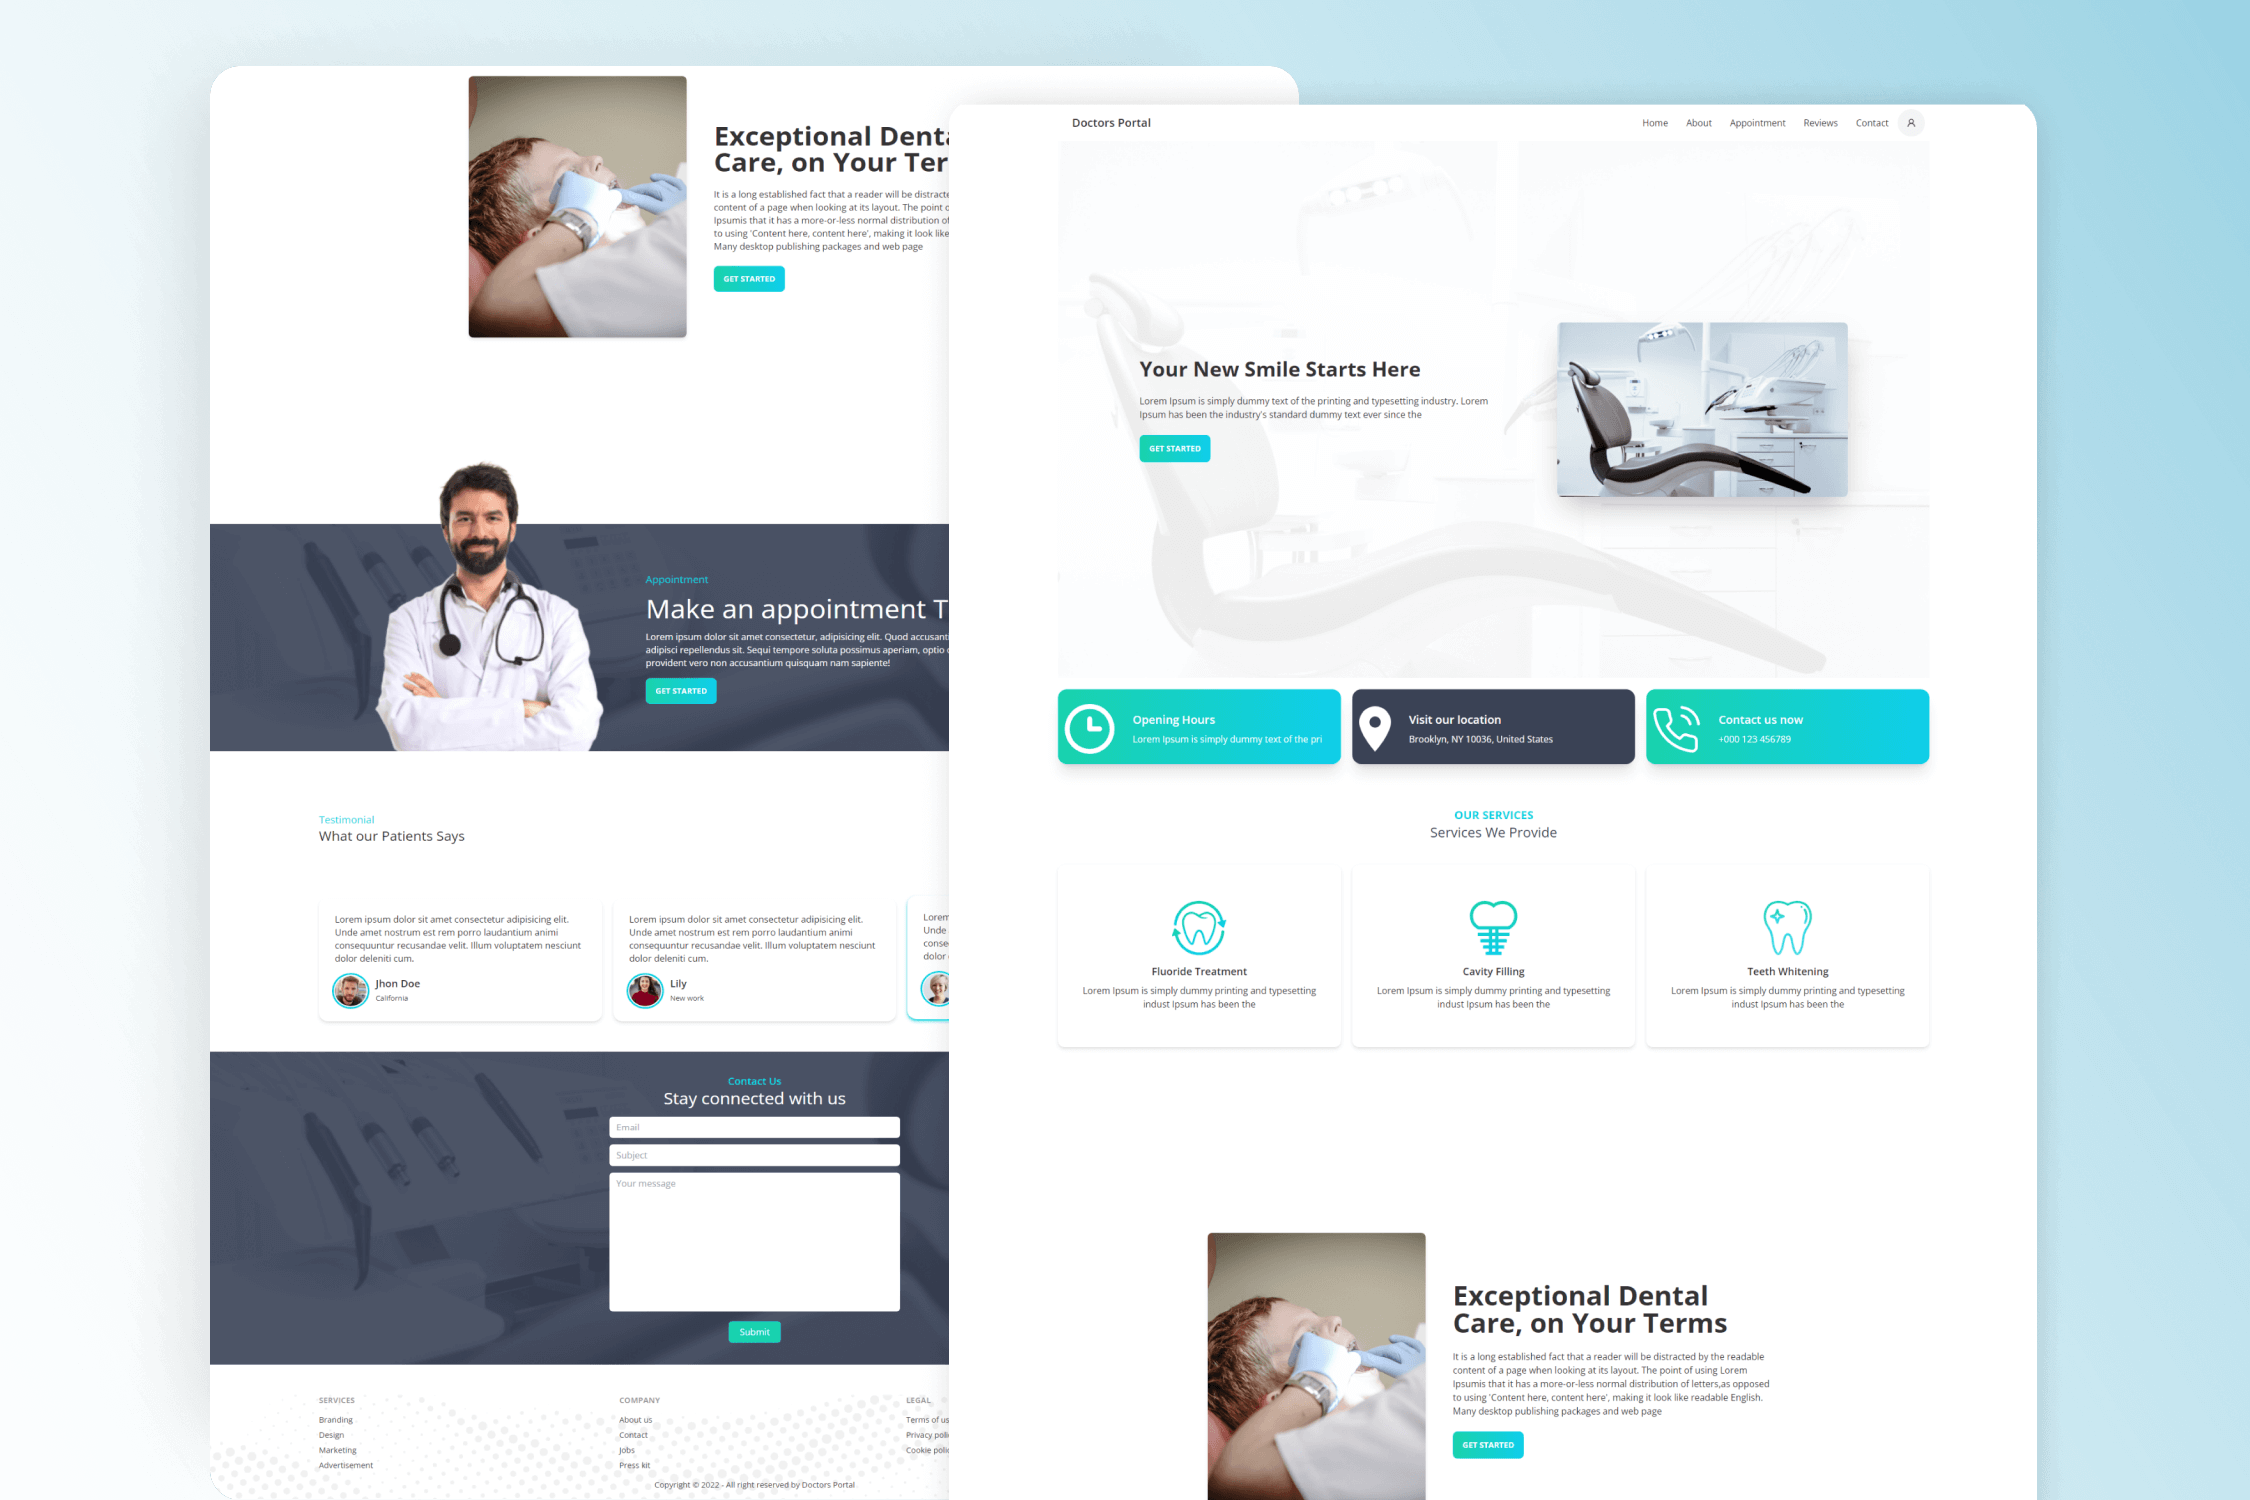 Exceptional Denta
Care, on Your Ter
It is a long established fact that a reader will be distracte
content of a page when looking at its layout. The point o
Ipsumis that it has a more-or-less normal distribution of
to using 'Content here, content here', making it look like
Many desktop publishing packages and web page
GET STARTED
Appointment
Make an appointment T
Lorem ipsum dolor sit amet consectetur, adipisicing elit. Quod accusanti
adipisci repellendus sit. Sequi tempore soluta possimus aperiam, optio
provident vero non accusantium quisquam nam sapiente!
GET STARTED
Testimonial
What our Patients Says
Lorem ipsum dolor sit amet consectetur adipisicing elit.
Unde amet nostrum est rem porro laudantium animi
consequuntur recusandae velit. Illum voluptatem nesciunt
dolor deleniti cum.
Jhon Doe
California
Lorem ipsum dolor sit amet consectetur adipisicing elit.
Unde amet nostrum est rem porro laudantium animi
consequuntur recusandae velit. Illum voluptatem nesciunt
dolor deleniti cum.
Lily
New work
Lorem
Unde
conse
dolor
Contact Us
Stay connected with us
Email
Subject
Your message
Submit
SERVICES
Branding
Design
Marketing
Advertisement
COMPANY
About us
Contact
Jobs
Press kit
LEGAL
Terms of us
Privacy poli
Cookie polic
Copyright © 2022 - All right reserved by Doctors Portal
Doctors Portal
Home About Appointment Reviews Contact
Your New Smile Starts Here
Lorem Ipsum is simply dummy text of the printing and typesetting industry. Lorem
Ipsum has been the industry's standard dummy text ever since the
GET STARTED
Opening Hours
Lorem Ipsum is simply dummy text of the pri
Visit our location
Brooklyn, NY 10036, United States
Contact us now
+000 123 456789
OUR SERVICES
Services We Provide
Fluoride Treatment
Lorem Ipsum is simply dummy printing and typesetting
indust Ipsum has been the
Cavity Filling
Lorem Ipsum is simply dummy printing and typesetting
indust Ipsum has been the
Teeth Whitening
Lorem Ipsum is simply dummy printing and typesetting
indust Ipsum has been the
Exceptional Dental
Care, on Your Terms
It is a long established fact that a reader will be distracted by the readable
content of a page when looking at its layout. The point of using Lorem
Ipsumis that it has a more-or-less normal distribution of letters,as opposed
to using 'Content here, content here', making it look like readable English.
Many desktop publishing packages and web page
GET STARTED